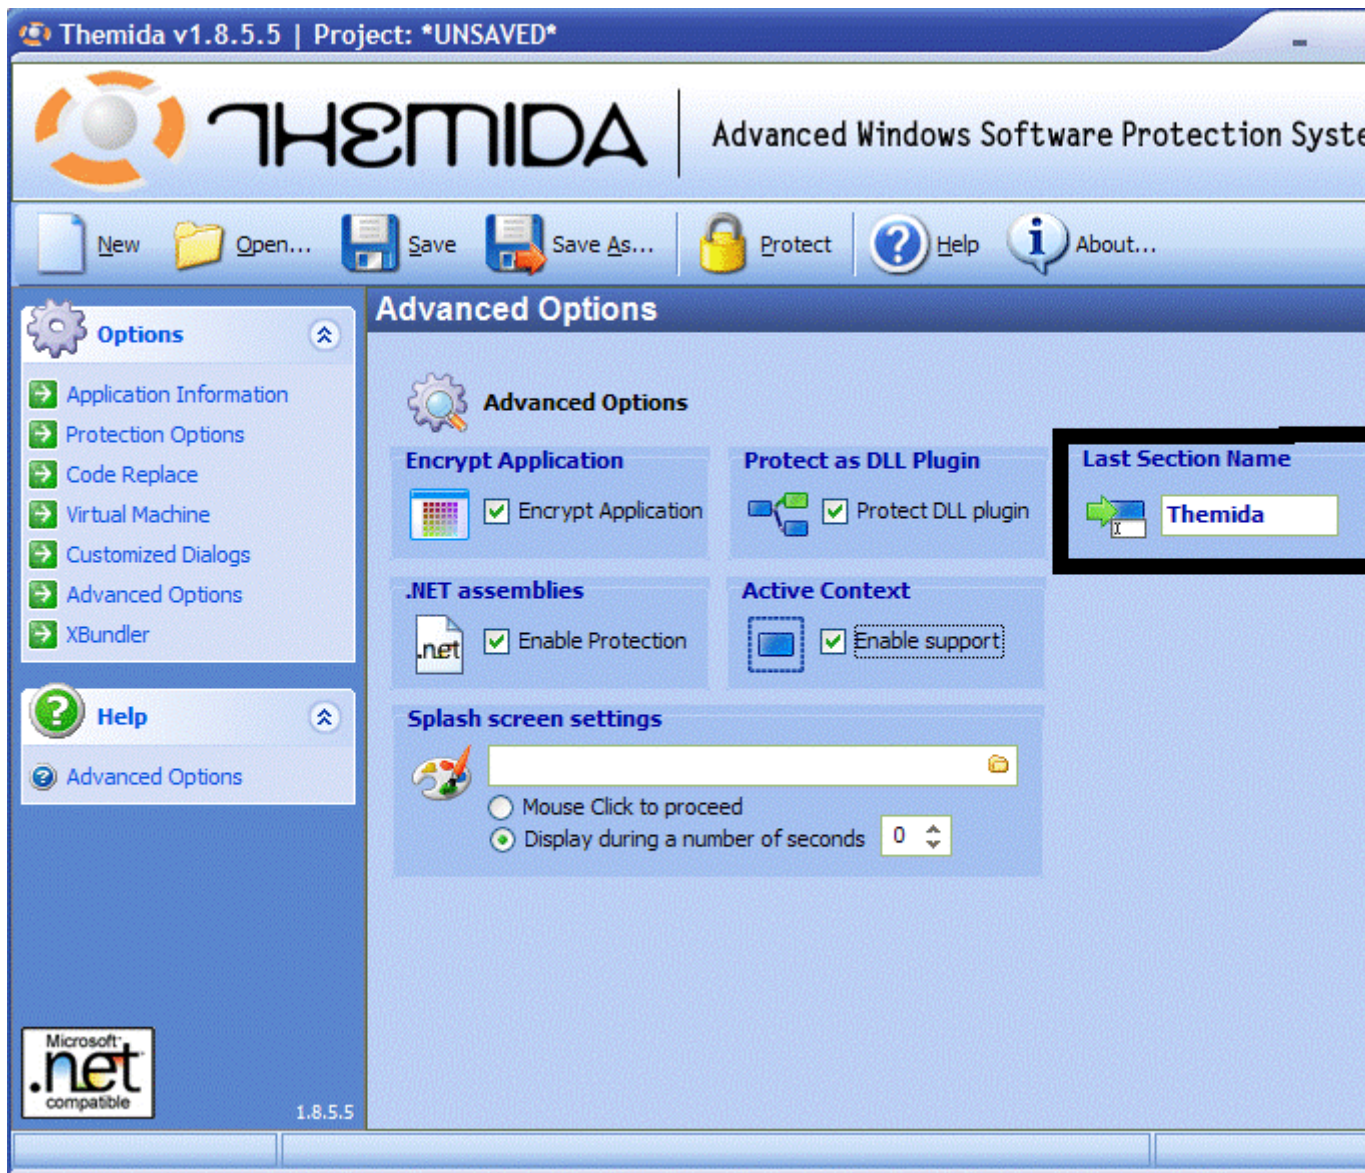 Themida v1.8.5.5 | Project: *UNSAVED*
THEMIDA
Advanced Windows Software Protection Syste
New Open... Save Save As... Protect Help About...
Advanced Options
Options
Application Information
Protection Options
Code Replace
Virtual Machine
Customized Dialogs
Advanced Options
XBundler
Help
Advanced Options
Microsoft
.net
compatible
1.8.5.5
Advanced Options
Encrypt Application
Encrypt Application
Protect as DLL Plugin
Protect DLL plugin
Last Section Name
Themida
.NET assemblies
.net
Enable Protection
Active Context
Enable support
Splash screen settings
Mouse Click to proceed
Display during a number of seconds 0